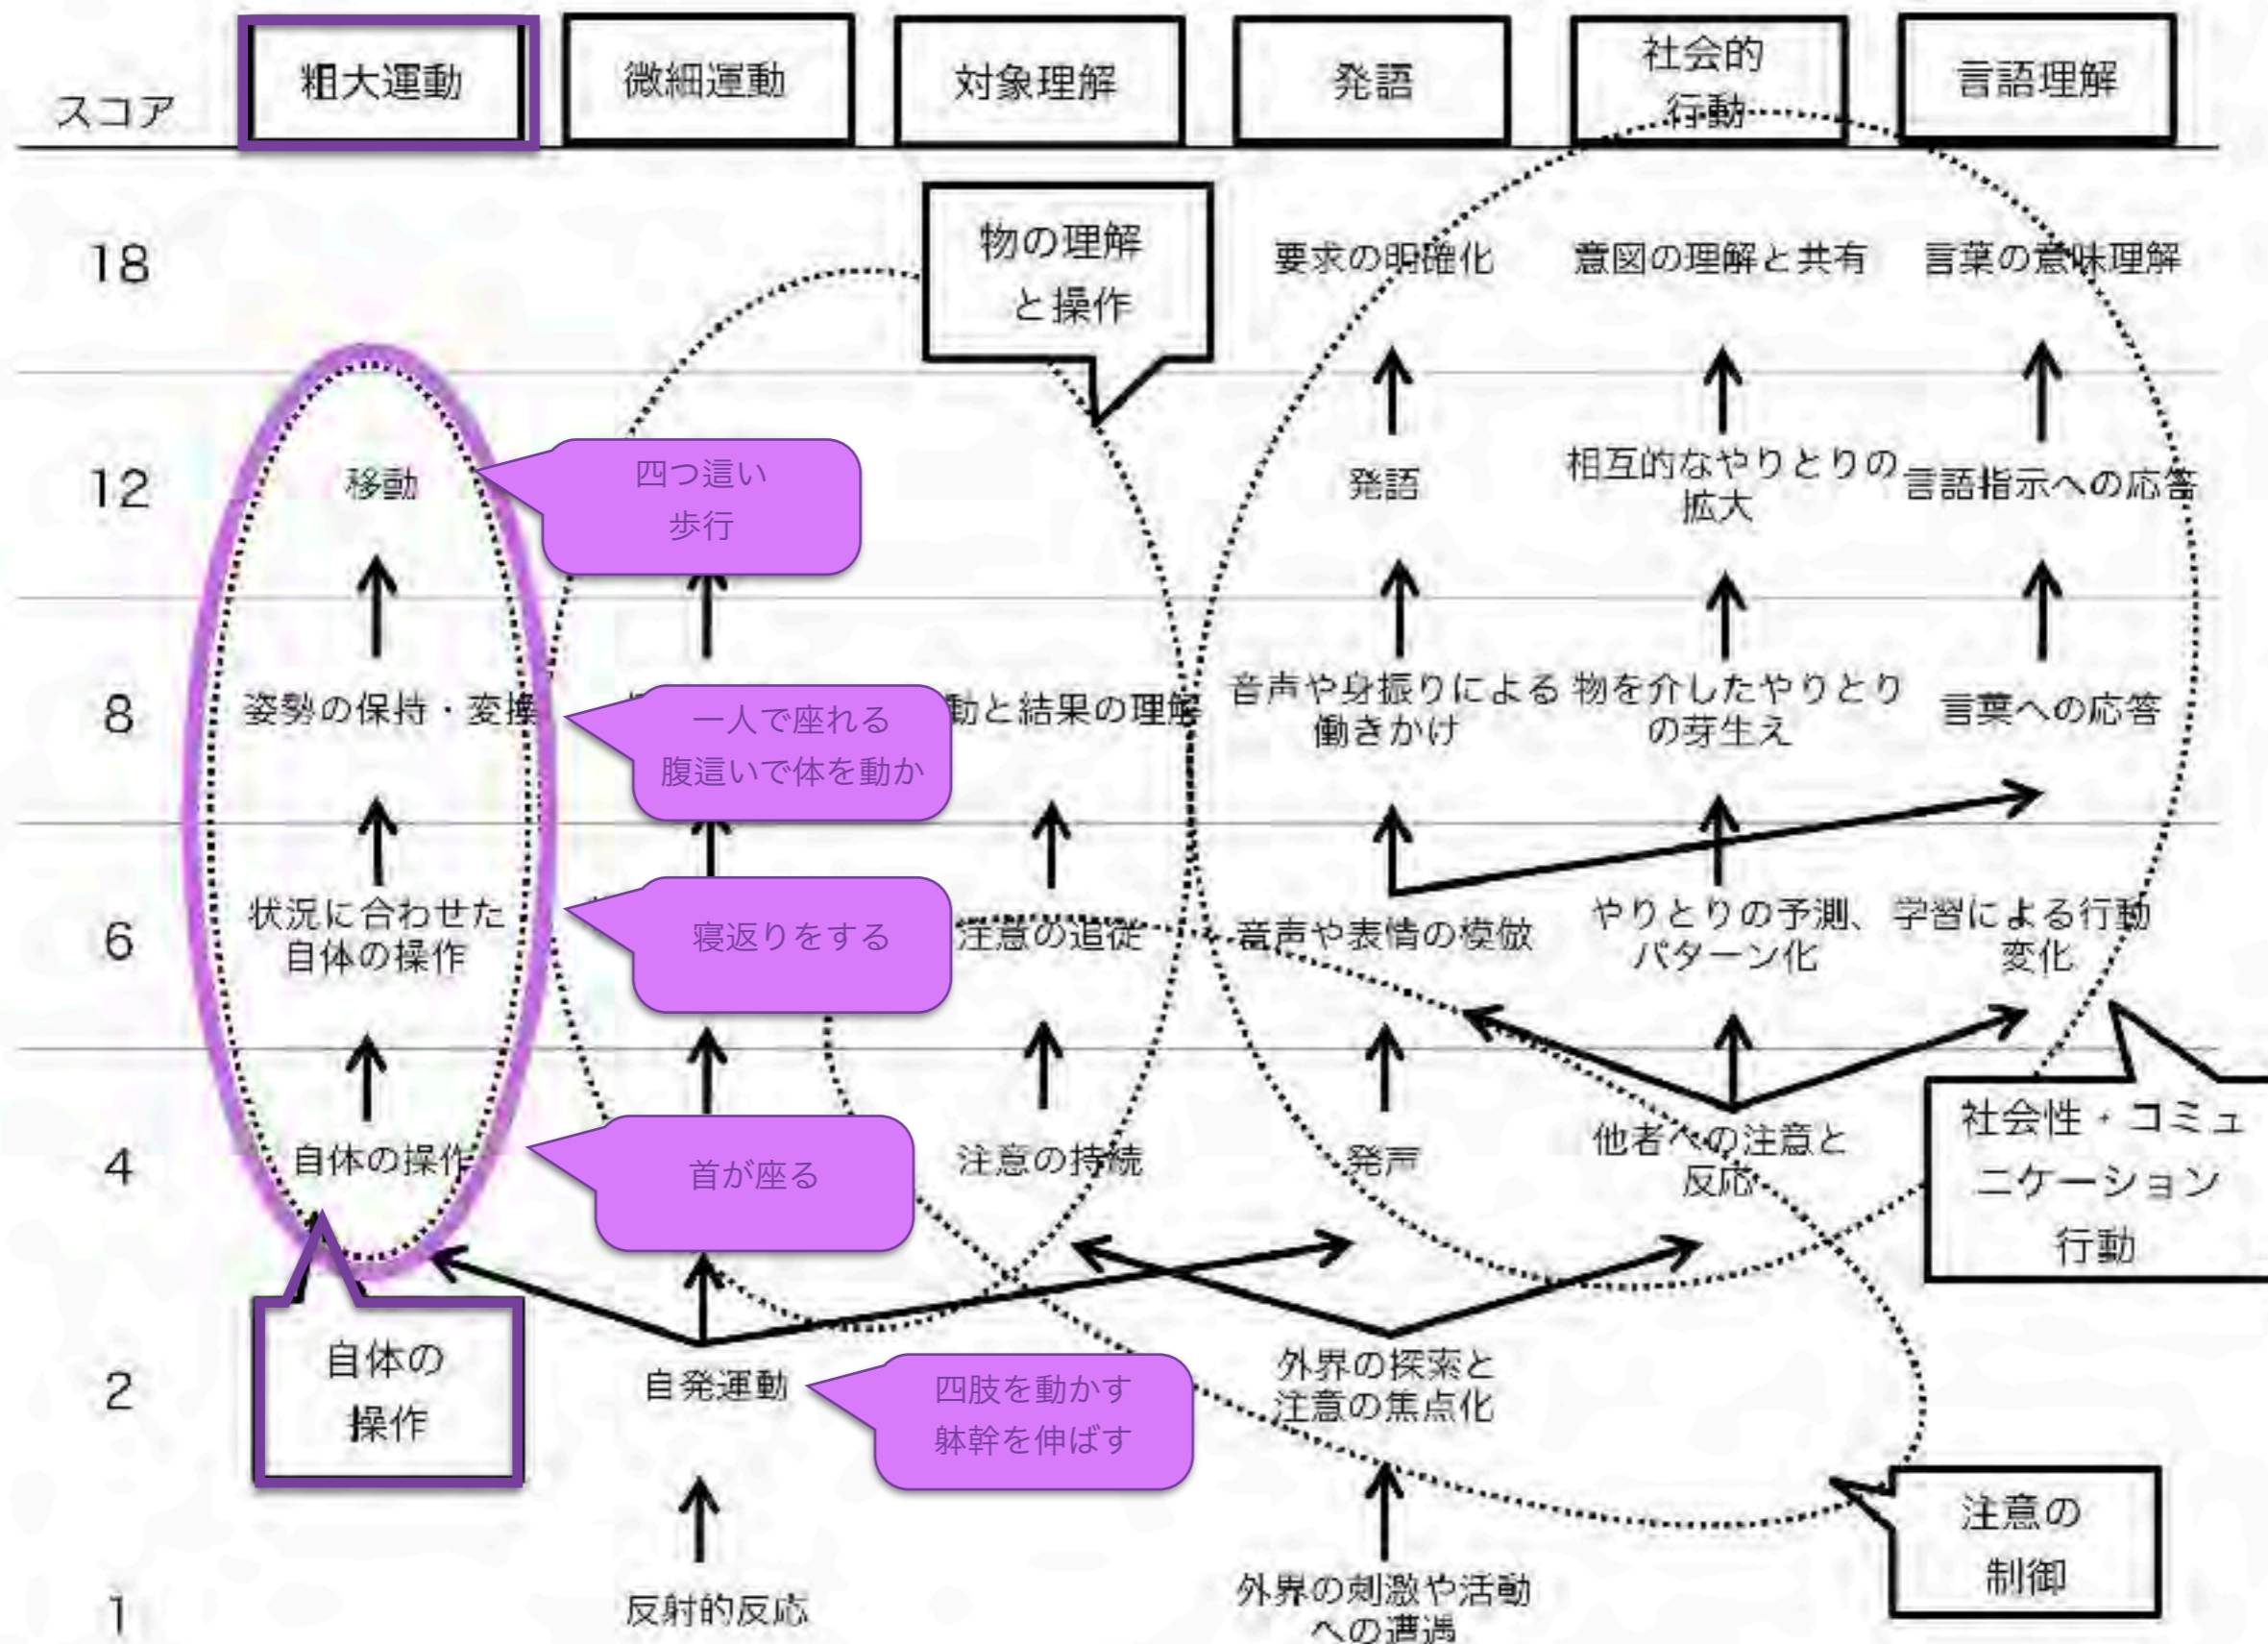 粗大運動
微細運動
対象理解
発語
社会的
行動
言語理解
スコア
18
物の理解
と操作
要求の明確化
意図の理解と共有
言葉の意味理解
12
移動
四つ這い
歩行
発語
相互的なやりとりの
拡大
言語指示への応答
8
姿勢の保持・変換
一人で座れる
腹這いで体を動か
動と結果の理解
音声や身振りによる
働きかけ
物を介したやりとり
の芽生え
言葉への応答
6
状況に合わせた
自体の操作
寝返りをする
注意の追従
音声や表情の模倣
やりとりの予測、
パターン化
学習による行動
変化
4
自体の操作
首が座る
注意の持続
発声
他者への注意と
反応
社会性・コミュ
ニケーション
行動
2
自体の
操作
自発運動
四肢を動かす
躰幹を伸ばす
外界の探索と
注意の焦点化
注意の
制御
1
反射的反応
外界の刺激や活動
への遭遇